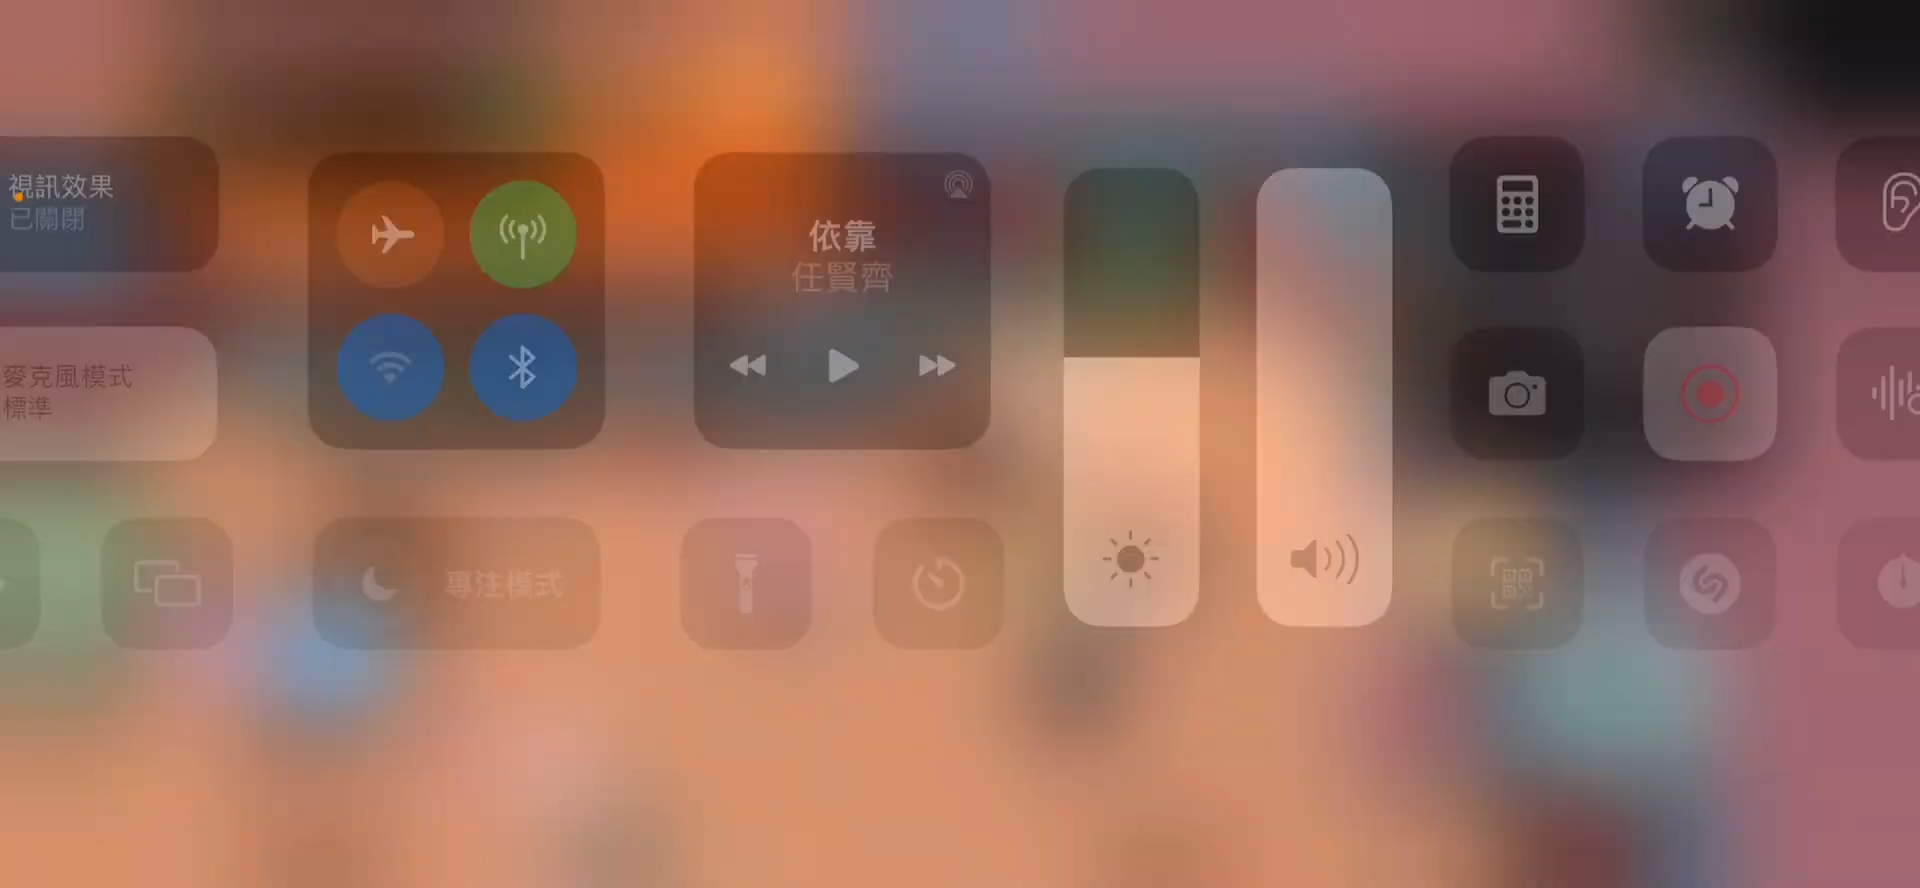 視訊效果
已關閉
麥克風模式
標準
依靠
任賢齊
專注模式